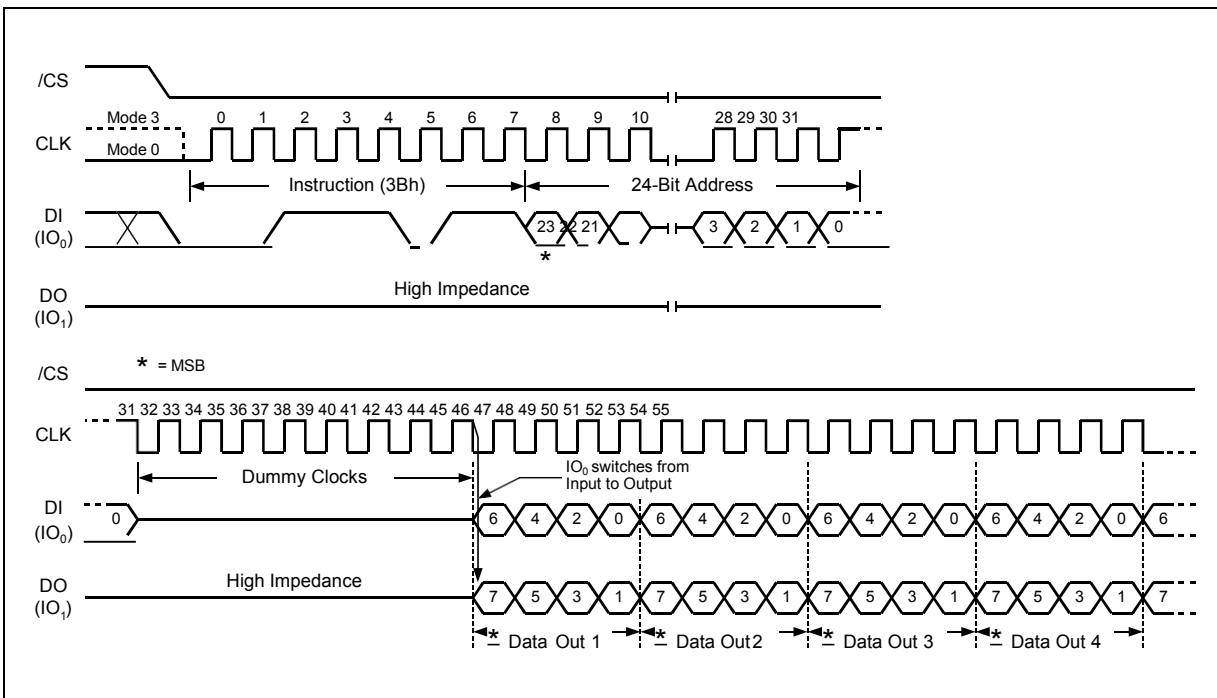 /CS
Mode 3 0 1 2 3 4 5 6 7 8 9 10 28 29 30 31
CLK Mode 0
Instruction (3Bh) 24-Bit Address
DI
(IO0) 23 22 21 3 2 1 0
*
DO High Impedance
(IO1)
* = MSB
/CS
31 32 33 34 35 36 37 38 39 40 41 42 43 44 45 46 47 48 49 50 51 52 53 54 55
CLK
Dummy Clocks IO0 switches from
Input to Output
DI
(IO0) 0 6 4 2 0 6 4 2 0 6 4 2 0 6 4 2 0 6
DO High Impedance
(IO1) 7 5 3 1 7 5 3 1 7 5 3 1 7 5 3 1 7
* Data Out 1 * Data Out2 * Data Out 3 * Data Out 4